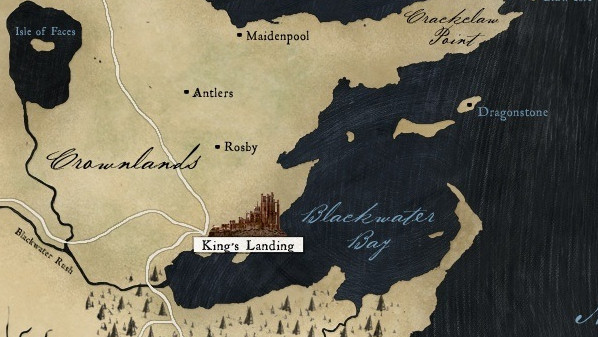 Crackclaw
Point
Isle of Faces
Maidenpool
Antlers
Dragonstone
Rosby
Crownlands
Blackwater
Bay
King's Landing
Blackwater Rush